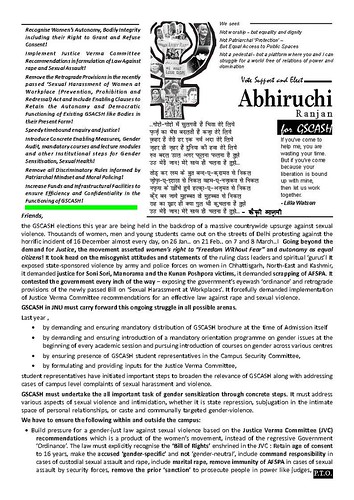 Recognise Women's Autonomy, Bodily Integrity
including their Right to Grant and Refuse
Consent!
Implement Justice Verma Committee
Recommendations in formulation of Law Against
rape and Sexual Assault!
Remove the Retrograde Provisions in the recently
passed 'Sexual Harassment of Women at
Workplace (Prevention, Prohibition and
Redresal) Act and Include Enabling Clauses to
Retain the Autonomy and Democratic
Functioning of Existing GSCASH like Bodies in
their Present Form!
Speedy timebound enquiry and Justice!
Introduce Concrete Enabling Measures, Gender
Audit, mandatory courses and lecture modules
and other institutional steps for Gender
Sensitisation, Sexual Health!
Remove all Discriminatory Rules informed by
Patriarchal Mindset and Moral Policing!
Increase Funds and Infrastructural Facilities to
ensure Efficiency and Confidentiality in the
Functioning of GSCASH!
We seek
Not worship – but equality and dignity
Not Patriarchal 'Protection' –
But Equal Access to Public Spaces
Not a pedestal- but a platform where you and I can
struggle for a world free of relations of power and
domination
Vote Support and Elect
Abhiruchi
Ranjan
for GSCASH
If you've come to
help me, you are
wasting your time.
But if you've come
because your
liberation is bound
up with mine,
then let us work
together.
- Lilla Watson
Friends,
the GSCASH elections this year are being held in the backdrop of a massive countrywide upsurge against sexual
violence. Thousands of women, men and young students came out on the streets of Delhi protesting against the
horrific incident of 16 December almost every day, on 26 Jan.. on 21 Feb., on 7 and 8 March..! Going beyond the
demand for Justice, the movement asserted women's right to "Freedom Without Fear" and autonomy as equal
citizens! It took head on the misogynist attitudes and statements of the ruling class leaders and spiritual 'gurus'! It
opposed state-sponsored violence by army and police forces on women in Chhattisgarh, North-East and Kashmir,
it demanded justice for Soni Sori, Manorama and the Kunan Poshpora victims, it demanded scrapping of AFSPA. It
contested the government every inch of the way – exposing the government's eyewash 'ordinance' and retrograde
provisions of the newly passed Bill on 'Sexual Harassment at Workplace'. It forcefully demanded implementation
of Justice Verma Committee recommendations for an effective law against rape and sexual violence.
GSCASH in JNU must carry forward this ongoing struggle in all possible arenas.
Last year ,
• by demanding and ensuring mandatory distribution of GSCASH brochure at the time of Admission itself
• by demanding and ensuring introduction of a mandatory orientation programme on gender issues at the
beginning of every academic session and pursuing introduction of courses on gender across various centres
• by ensuring presence of GSCASH student representatives in the Campus Security Committee,
• by formulating and providing inputs for the Justice Verma Committee,
student representatives have initiated important steps to broaden the relevance of GSCASH along with addressing
cases of campus level complaints of sexual harassment and violence.
GSCASH must undertake the all important task of gender sensitization through concrete steps. It must address
various aspects of sexual violence and intimidation, whether it is state repression, subjugation in the intimate
space of personal relationships, or caste and communally targeted gender-violence.
We have to ensure the following within and outside the campus:
• Build pressure for a gender-just law against sexual violence based on the Justice Verma Committee (JVC)
recommendations which is a product of the women's movement, instead of the regressive Government
'Ordinance'. The law must explicitly recognise the 'Bill of Rights' enshrined in the JVC : Retain age of consent
to 16 years, make the accused 'gender-specific' and not 'gender-neutral', include command responsibility in
cases of custodial sexual assault and rape, include marital rape, remove immunity of AFSPA in cases of sexual
assault by security forces, remove the prior 'sanction' to prosecute people in power like judges,
P.T.O.